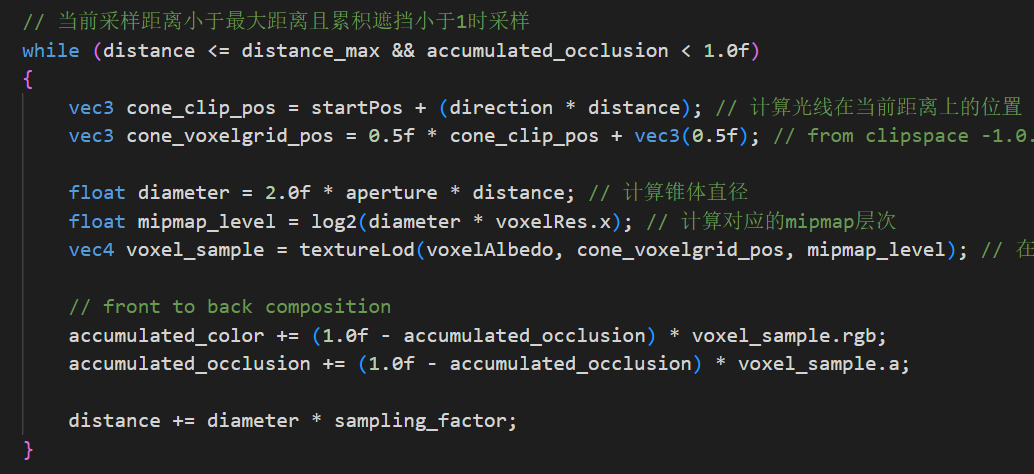 // 当前采样距离小于最大距离且累积遮挡小于1时采样
while (distance <= distance_max && accumulated_occlusion < 1.0f)
{
vec3 cone_clip_pos = startPos + (direction * distance); // 计算光线在当前距离上的位置
vec3 cone_voxelgrid_pos = 0.5f * cone_clip_pos + vec3(0.5f); // from clipspace -1.0.
float diameter = 2.0f * aperture * distance; // 计算锥体直径
float mipmap_level = log2(diameter * voxelRes.x); // 计算对应的mipmap层次
vec4 voxel_sample = textureLod(voxelAlbedo, cone_voxelgrid_pos, mipmap_level); // 在
// front to back composition
accumulated_color += (1.0f - accumulated_occlusion) * voxel_sample.rgb;
accumulated_occlusion += (1.0f - accumulated_occlusion) * voxel_sample.a;
distance += diameter * sampling_factor;
}